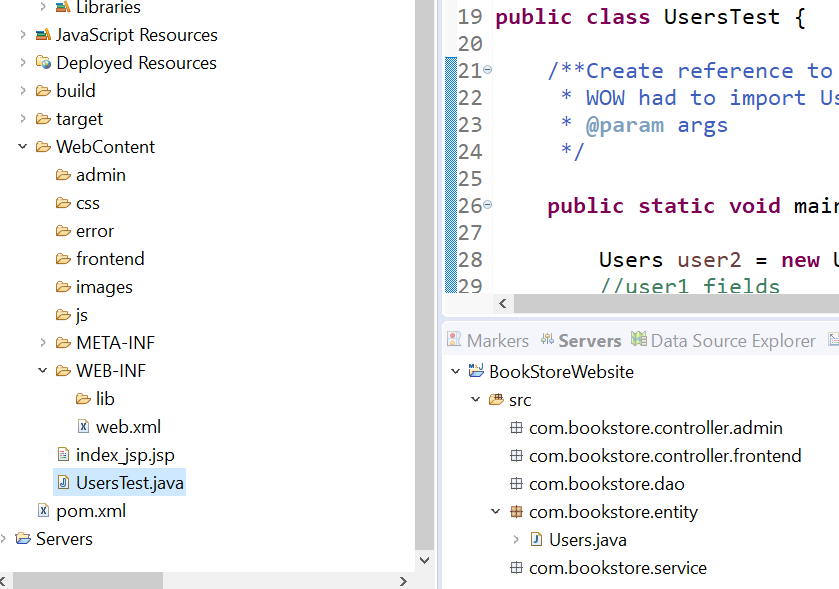 Libraries
JavaScript Resources
Deployed Resources
build
target
WebContent
admin
css
error
frontend
images
js
META-INF
WEB-INF
lib
web.xml
index_jsp.jsp
UsersTest.java
pom.xml
Servers
19 public class UsersTest {
20
21 /**Create reference to
22 * WOW had to import Us
23 * @param args
24 */
25
26 public static void main
27
28 Users user2 = new U
29 //user1 fields
Markers Servers Data Source Explorer
BookStoreWebsite
src
com.bookstore.controller.admin
com.bookstore.controller.frontend
com.bookstore.dao
com.bookstore.entity
Users.java
com.bookstore.service